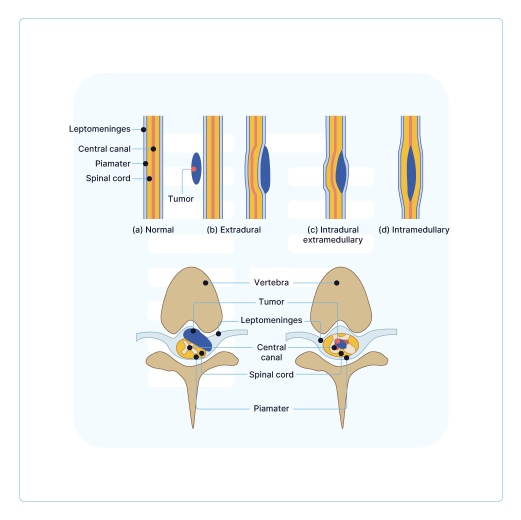 Leptomeninges
Central canal
Piamater
Spinal cord
Tumor
(a) Normal
(b) Extradural
(c) Intradural
extramedullary
(d) Intramedullary
Vertebra
Tumor
Leptomeninges
Central
canal
Spinal cord
Piamater